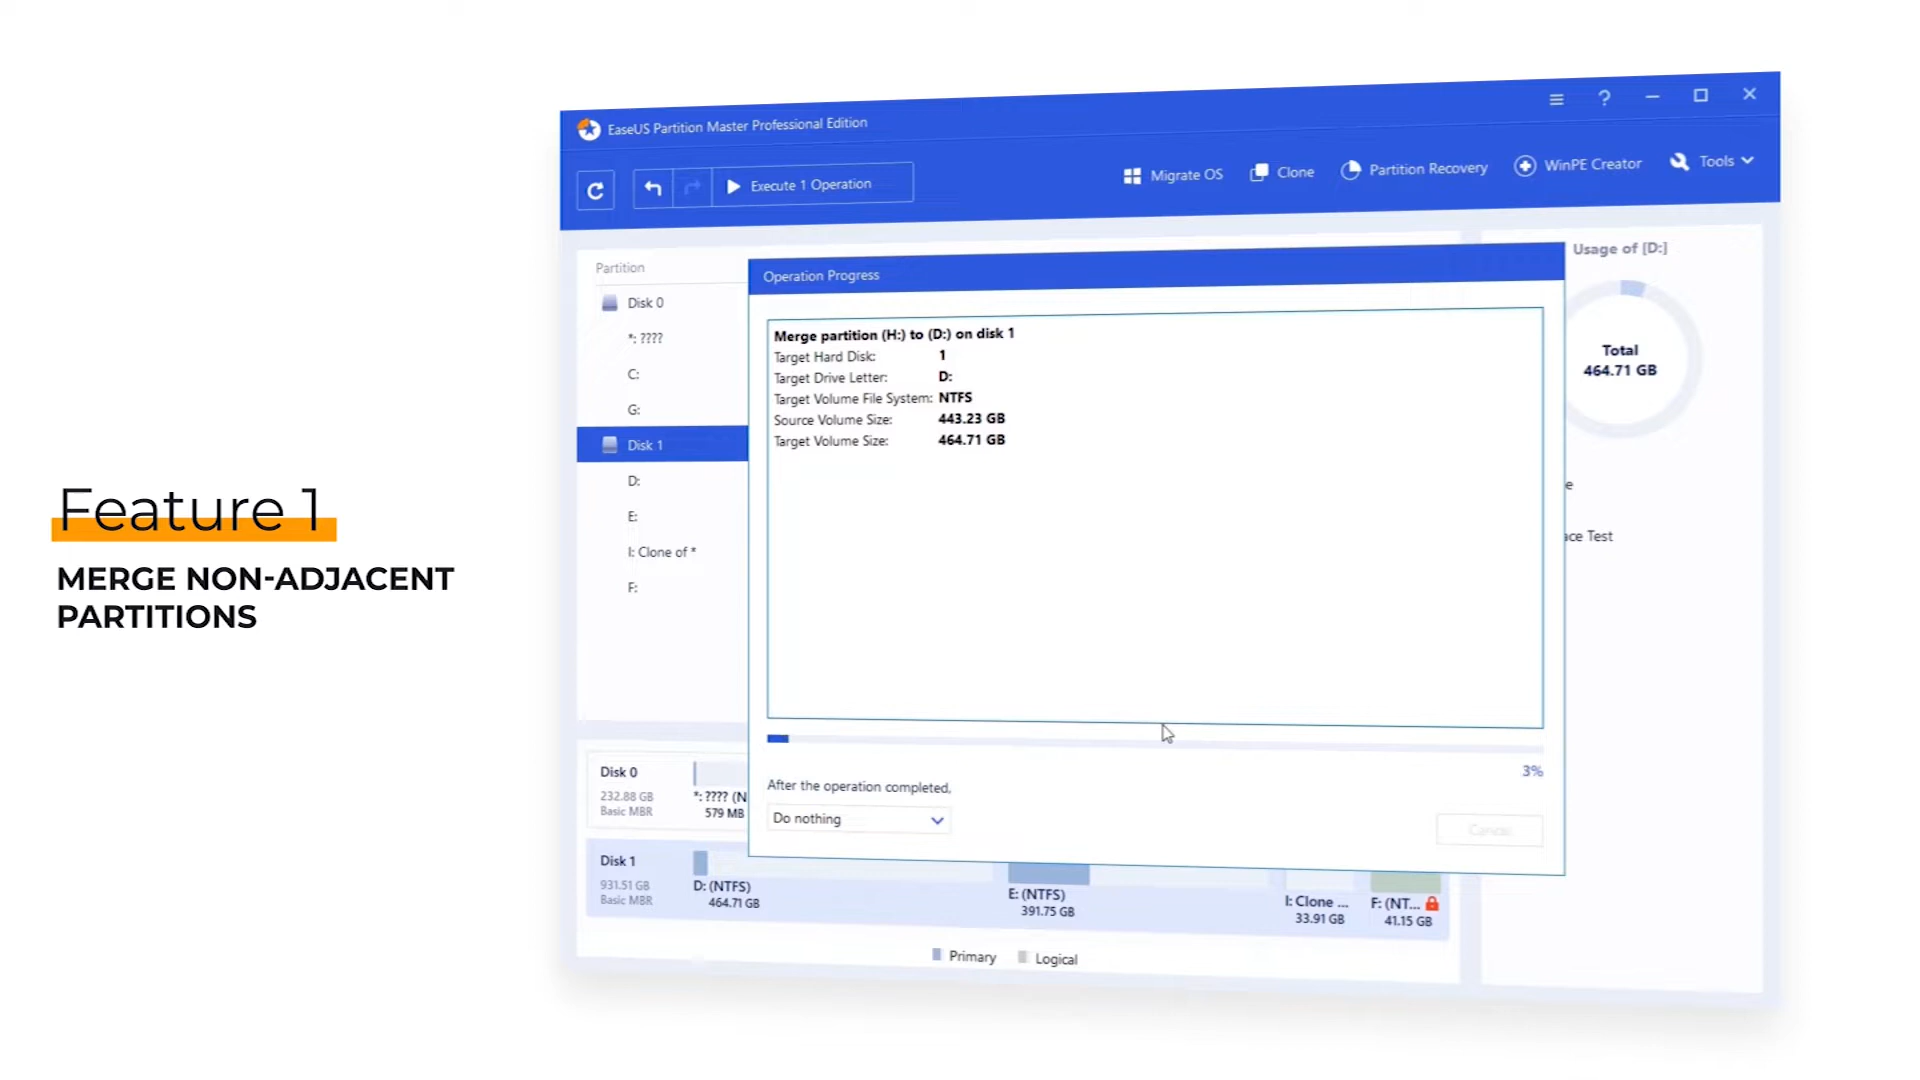 Feature 1
MERGE NON-ADJACENT
PARTITIONS
EaseUS Partition Master Professional Edition
Execute 1 Operation
Migrate OS
Clone
Partition Recovery
WinPE Creator
Tools
Partition
Disk 0
*: ????
C:
G:
Disk 1
D:
E:
I: Clone of *
F:
Operation Progress
Merge partition (H:) to (D:) on disk 1
Target Hard Disk: 1
Target Drive Letter: D:
Target Volume File System: NTFS
Source Volume Size: 443.23 GB
Target Volume Size: 464.71 GB
3%
After the operation completed,
Do nothing
Cancel
Usage of [D:]
Total
464.71 GB
e
ace Test
Disk 0
232.88 GB
Basic MBR
*: ???? (N
579 MB
Disk 1
931.51 GB
Basic MBR
D: (NTFS)
464.71 GB
E: (NTFS)
391.75 GB
I: Clone ...
33.91 GB
F: (NT...
41.15 GB
Primary
Logical